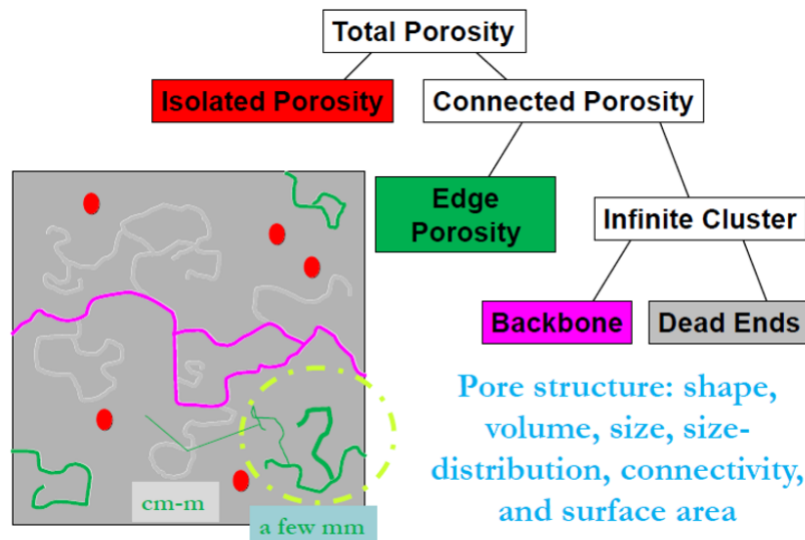 Total Porosity
Isolated Porosity
Connected Porosity
Edge
Porosity
Infinite Cluster
Backbone
Dead Ends
Pore structure: shape,
volume, size, size-
distribution, connectivity,
and surface area
cm-m
a few mm